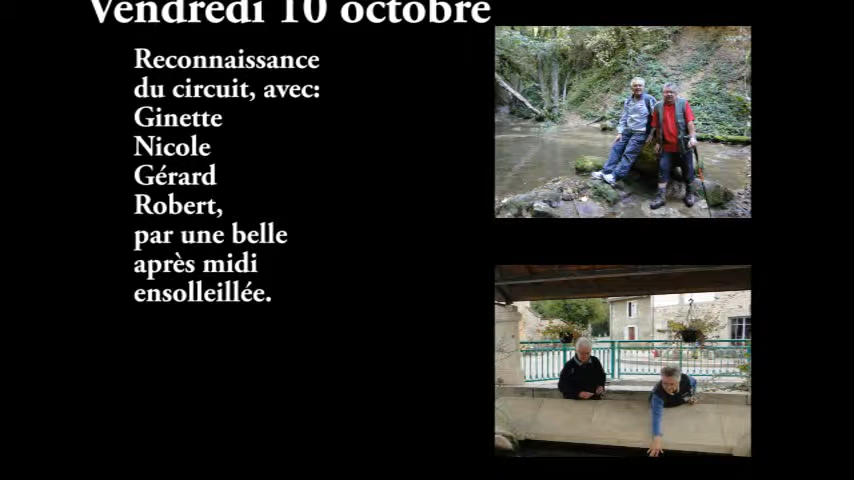 Vendredi 10 octobre
Reconnaissance
du circuit, avec:
Ginette
Nicole
Gérard
Robert,
par une belle
après midi
ensolleillée.